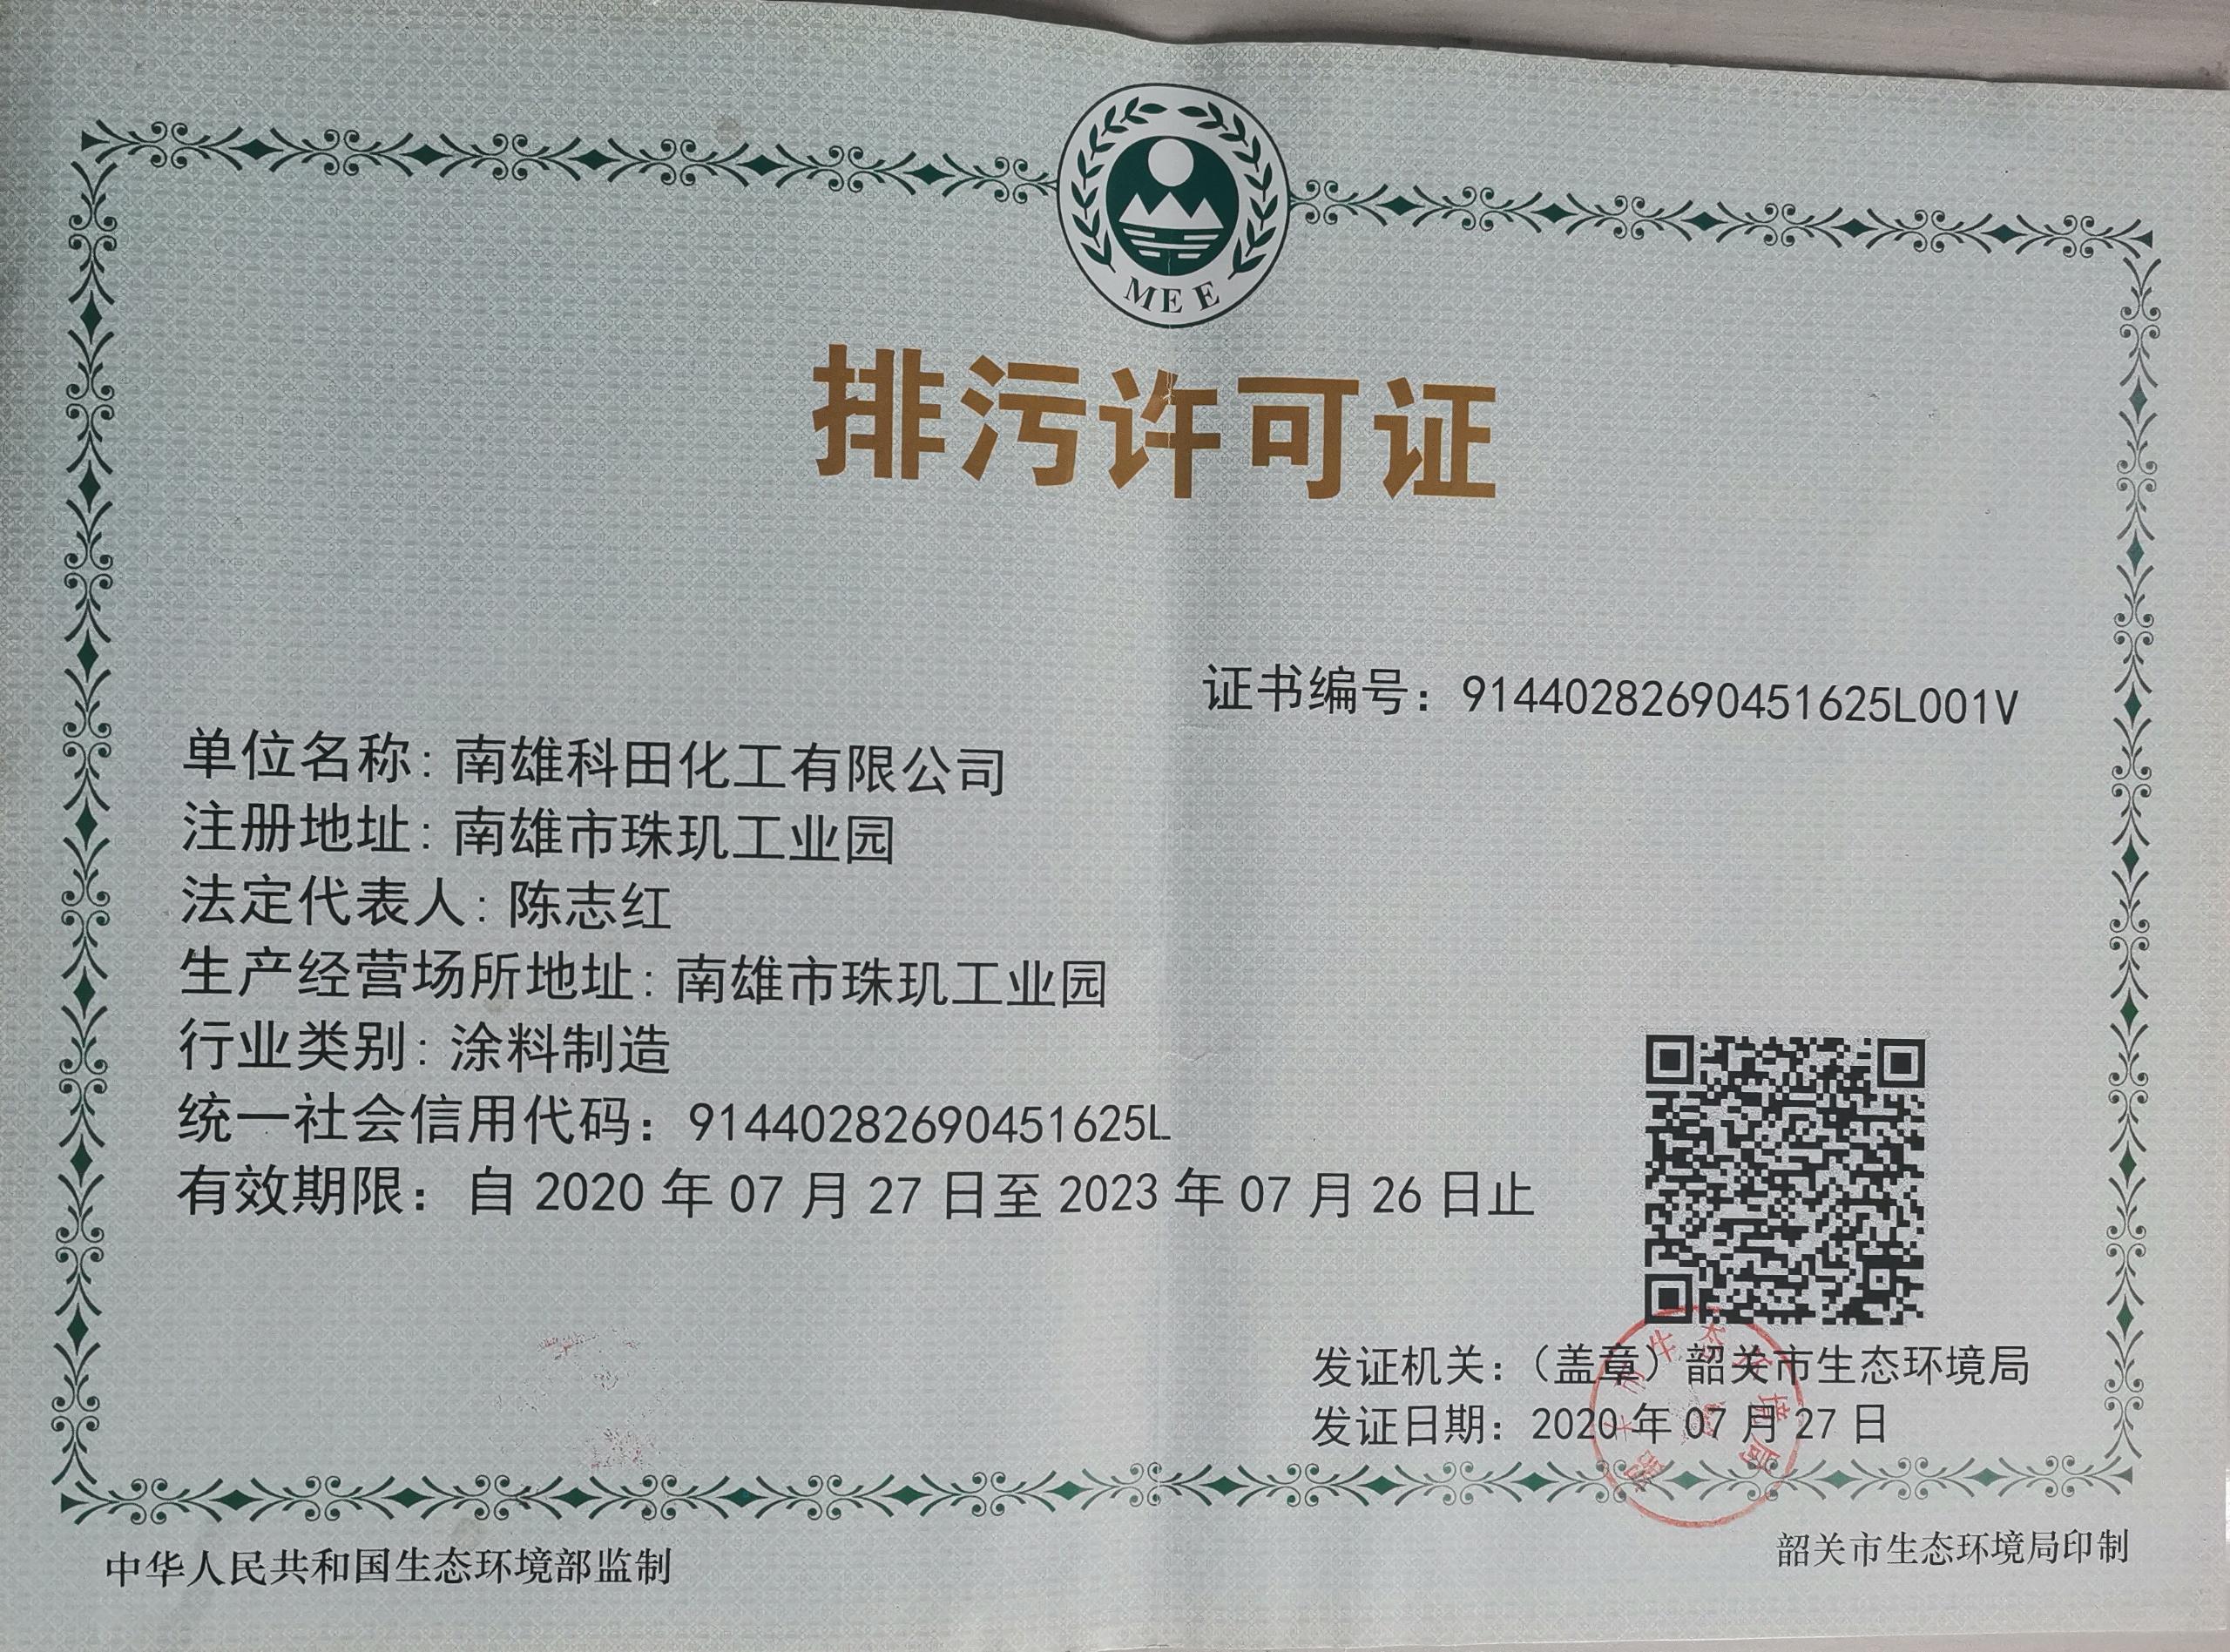 MEE
排污许可证
证书编号：91440282690451625L001V
单位名称：南雄科田化工有限公司
注册地址：南雄市珠玑工业园
法定代表人：陈志红
生产经营场所地址：南雄市珠玑工业园
行业类别：涂料制造
统一社会信用代码：91440282690451625L
有效期限：自 2020 年 07 月 27 日至 2023 年 07 月 26 日止
发证机关：（盖章）韶关市生态环境局
发证日期：2020 年 07 月 27 日
中华人民共和国生态环境部监制
韶关市生态环境局印制